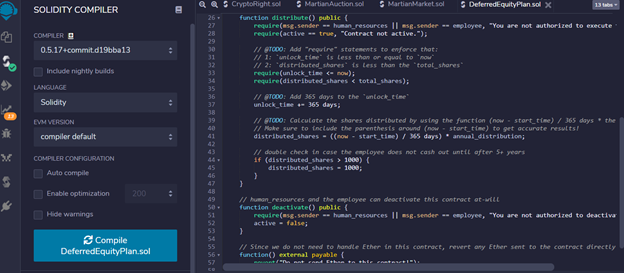 SOLIDITY COMPILER
COMPILER
0.5.17+commit.d19bba13
Include nightly builds
LANGUAGE
Solidity
EVM VERSION
compiler default
COMPILER CONFIGURATION
Auto compile
Enable optimization 200
Hide warnings
Compile
DeferredEquityPlan.sol
CryptoRight.sol MartianAuction.sol MartianMarket.sol DeferredEquityPlan.sol 13 tabs
26 function distribute() public {
27 require(msg.sender == human_resources || msg.sender == employee, "You are not authorized to execute
28 require(active == true, "Contract not active.");
29
30 // @TODO: Add "require" statements to enforce that:
31 // 1: `unlock_time` is less than or equal to `now`
32 // 2: `distributed_shares` is less than the `total_shares`
33 require(unlock_time <= now);
34 require(distributed_shares < total_shares);
35
36 // @TODO: Add 365 days to the `unlock_time`
37 unlock_time += 365 days;
38
39 // @TODO: Calculate the shares distributed by using the function (now - start_time) / 365 days * the
40 // Make sure to include the parenthesis around (now - start_time) to get accurate results!
41 distributed_shares = ((now - start_time) / 365 days) * annual_distribution;
42
43 // double check in case the employee does not cash out until after 5+ years
44 if (distributed_shares > 1000) {
45 distributed_shares = 1000;
46 }
47 }
48
49 // human_resources and the employee can deactivate this contract at-will
50 function deactivate() public {
51 require(msg.sender == human_resources || msg.sender == employee, "You are not authorized to deactiva
52 active = false;
53 }
54
55 // Since we do not need to handle Ether in this contract, revert any Ether sent to the contract directly
56 function() external payable {
57 revert("Do not send Ether to this contract!");